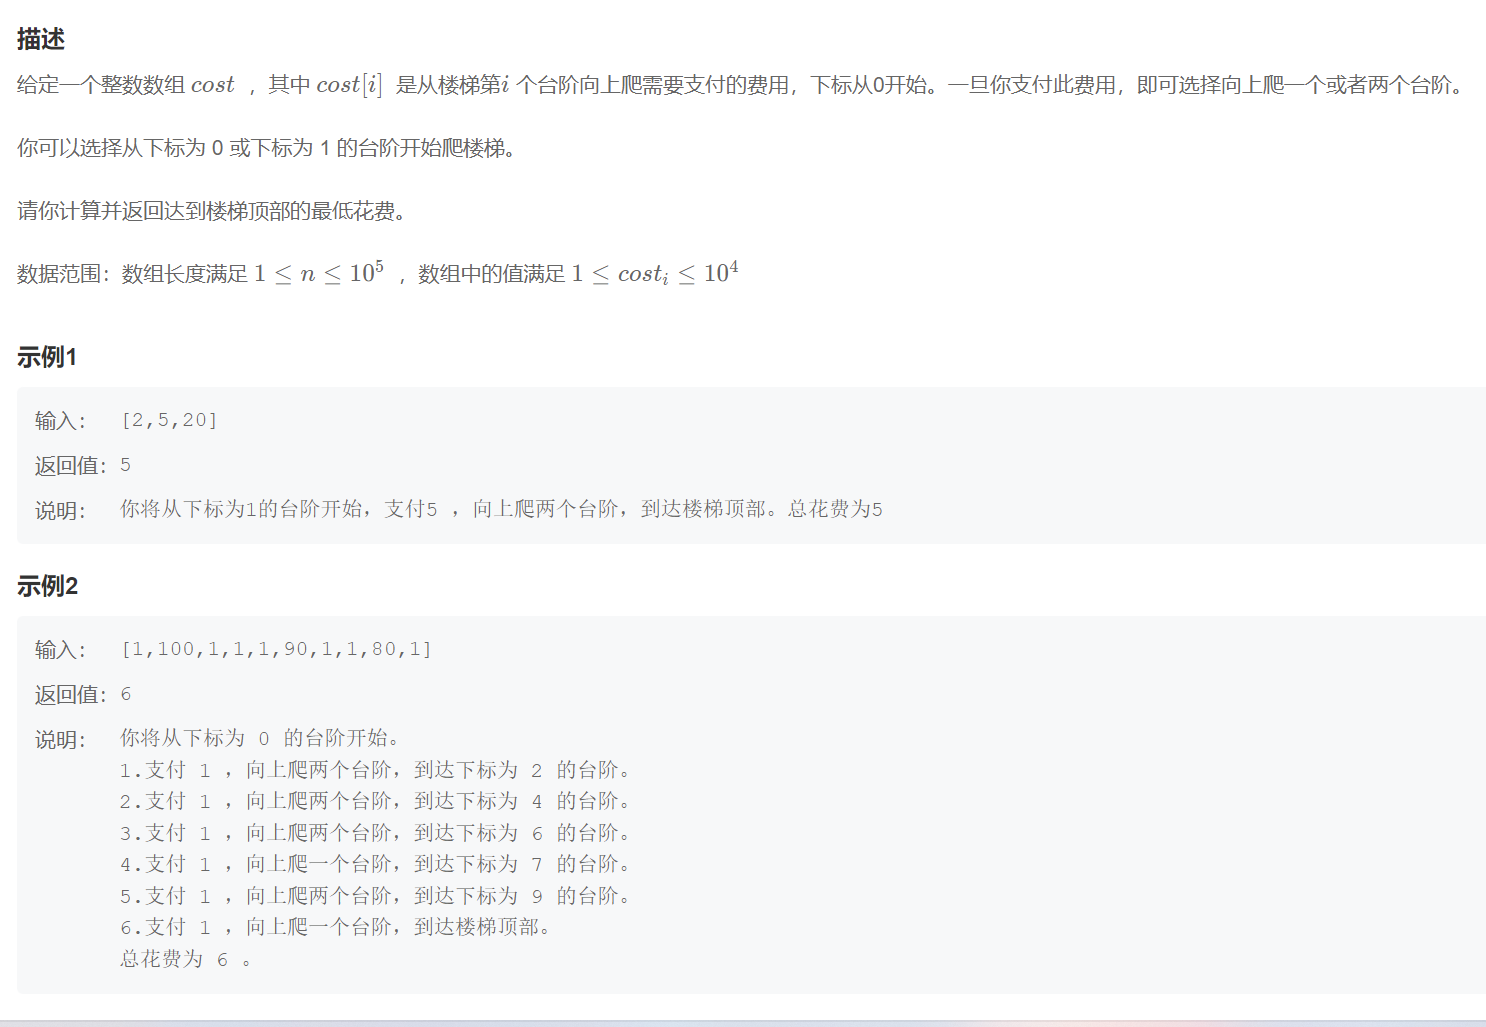 描述
给定一个整数数组 cost ，其中 cost[i] 是从楼梯第i 个台阶向上爬需要支付的费用，下标从0开始。一旦你支付此费用，即可选择向上爬一个或者两个台阶。
你可以选择从下标为 0 或下标为 1 的台阶开始爬楼梯。
请你计算并返回达到楼梯顶部的最低花费。
数据范围：数组长度满足 1 ≤ n ≤ 10⁵ ，数组中的值满足 1 ≤ costᵢ ≤ 10⁴
示例1
输入： [2,5,20]
返回值： 5
说明： 你将从下标为1的台阶开始，支付5 ，向上爬两个台阶，到达楼梯顶部。总花费为5
示例2
输入： [1,100,1,1,1,90,1,1,80,1]
返回值： 6
说明： 你将从下标为 0 的台阶开始。
1.支付 1 ，向上爬两个台阶，到达下标为 2 的台阶。
2.支付 1 ，向上爬两个台阶，到达下标为 4 的台阶。
3.支付 1 ，向上爬两个台阶，到达下标为 6 的台阶。
4.支付 1 ，向上爬一个台阶，到达下标为 7 的台阶。
5.支付 1 ，向上爬两个台阶，到达下标为 9 的台阶。
6.支付 1 ，向上爬一个台阶，到达楼梯顶部。
总花费为 6 。